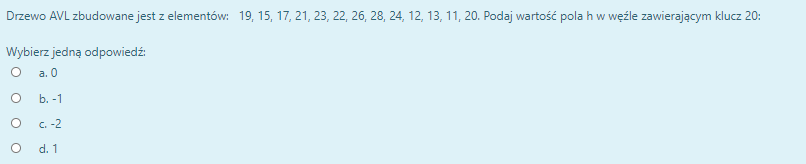 Drzewo AVL zbudowane jest z elementów: 19, 15, 17, 21, 23, 22, 26, 28, 24, 12, 13, 11, 20. Podaj wartość pola h w węźle zawierającym klucz 20:
Wybierz jedną odpowiedź:
a. 0
b. -1
c. -2
d. 1